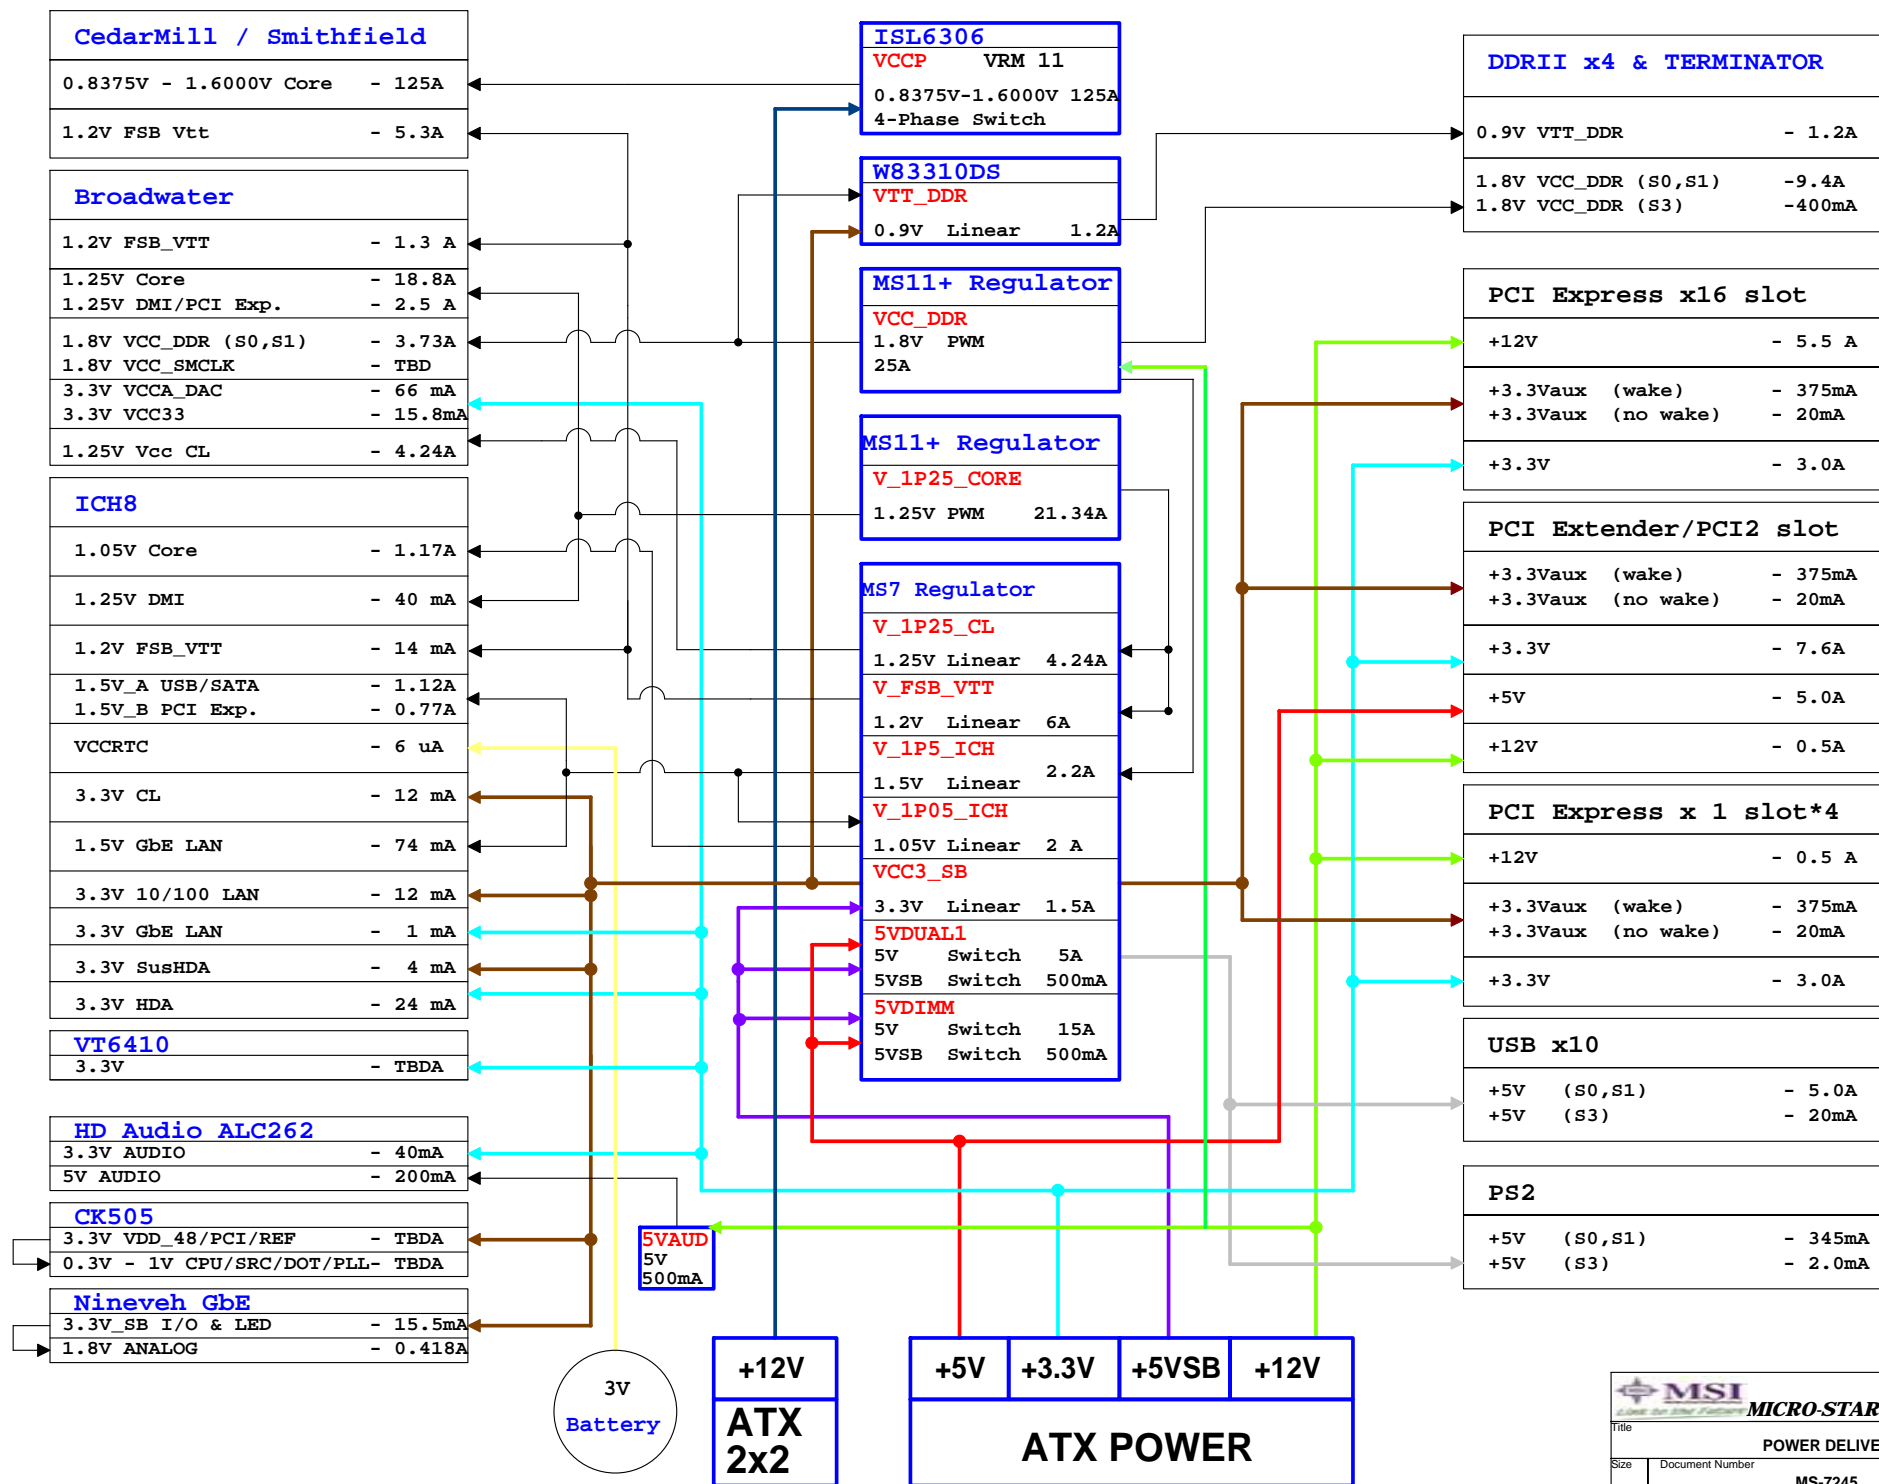 CedarMill / Smithfield
0.8375V - 1.6000V Core - 125A
1.2V FSB Vtt - 5.3A
Broadwater
1.2V FSB_VTT - 1.3 A
1.25V Core - 18.8A
1.25V DMI/PCI Exp. - 2.5 A
1.8V VCC_DDR (S0,S1) - 3.73A
1.8V VCC_SMCLK - TBD
3.3V VCCA_DAC - 66 mA
3.3V VCC33 - 15.8mA
1.25V Vcc CL - 4.24A
ICH8
1.05V Core - 1.17A
1.25V DMI - 40 mA
1.2V FSB_VTT - 14 mA
1.5V_A USB/SATA - 1.12A
1.5V_B PCI Exp. - 0.77A
VCCRTC - 6 uA
3.3V CL - 12 mA
1.5V GbE LAN - 74 mA
3.3V 10/100 LAN - 12 mA
3.3V GbE LAN - 1 mA
3.3V SusHDA - 4 mA
3.3V HDA - 24 mA
VT6410
3.3V - TBDA
HD Audio ALC262
3.3V AUDIO - 40mA
5V AUDIO - 200mA
CK505
3.3V VDD_48/PCI/REF - TBDA
0.3V - 1V CPU/SRC/DOT/PLL- TBDA
Nineveh GbE
3.3V_SB I/O & LED - 15.5mA
1.8V ANALOG - 0.418A
ISL6306
VCCP VRM 11
0.8375V-1.6000V 125A
4-Phase Switch
W83310DS
VTT_DDR
0.9V Linear 1.2A
MS11+ Regulator
VCC_DDR
1.8V PWM
25A
MS11+ Regulator
V_1P25_CORE
1.25V PWM 21.34A
MS7 Regulator
V_1P25_CL
1.25V Linear 4.24A
V_FSB_VTT
1.2V Linear 6A
V_1P5_ICH
1.5V Linear 2.2A
V_1P05_ICH
1.05V Linear 2 A
VCC3_SB
3.3V Linear 1.5A
5VDUAL1
5V Switch 5A
5VSB Switch 500mA
5VDIMM
5V Switch 15A
5VSB Switch 500mA
5VAUD
5V
500mA
3V
Battery
+12V
ATX
2x2
+5V +3.3V +5VSB +12V
ATX POWER
DDRII x4 & TERMINATOR
0.9V VTT_DDR - 1.2A
1.8V VCC_DDR (S0,S1) -9.4A
1.8V VCC_DDR (S3) -400mA
PCI Express x16 slot
+12V - 5.5 A
+3.3Vaux (wake) - 375mA
+3.3Vaux (no wake) - 20mA
+3.3V - 3.0A
PCI Extender/PCI2 slot
+3.3Vaux (wake) - 375mA
+3.3Vaux (no wake) - 20mA
+3.3V - 7.6A
+5V - 5.0A
+12V - 0.5A
PCI Express x 1 slot*4
+12V - 0.5 A
+3.3Vaux (wake) - 375mA
+3.3Vaux (no wake) - 20mA
+3.3V - 3.0A
USB x10
+5V (S0,S1) - 5.0A
+5V (S3) - 20mA
PS2
+5V (S0,S1) - 345mA
+5V (S3) - 2.0mA
MSI
MICRO-STAR
Title
POWER DELIVE
Size Document Number
MS-7245